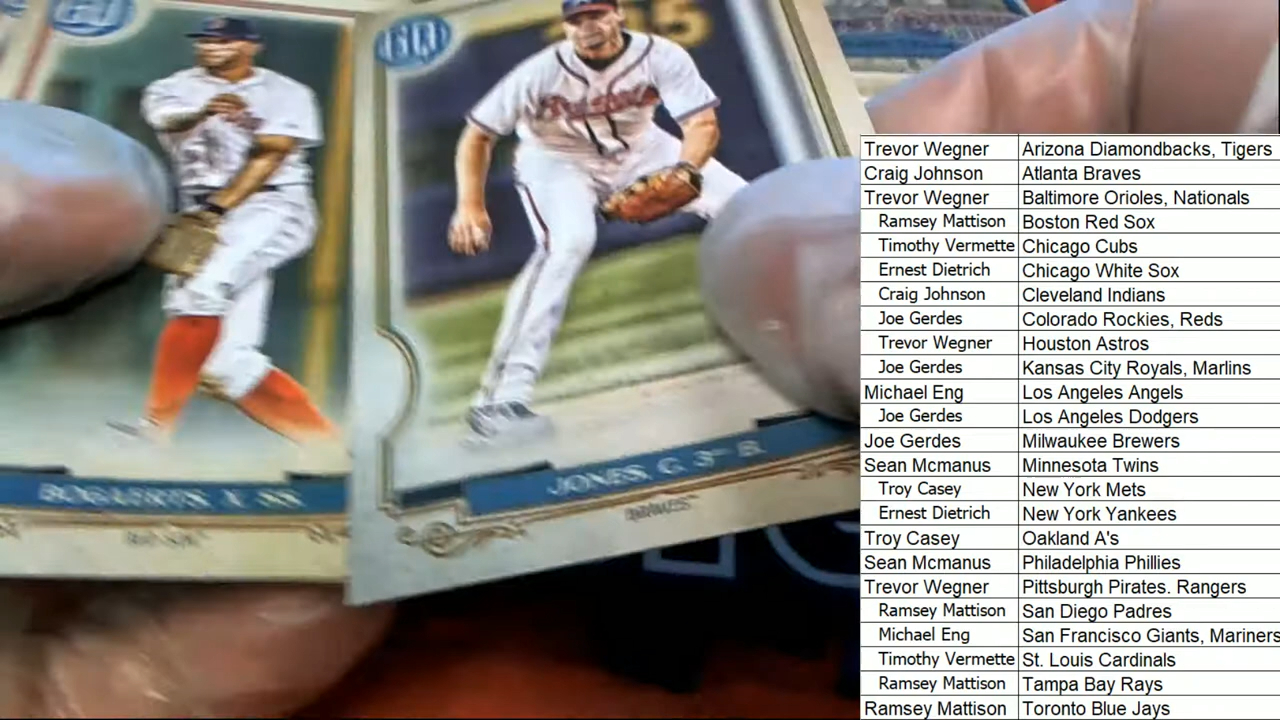 GQ
BOGAERTS, X. SS.
RED SOX
Braves
JONES, C. 3RD B.
BRAVES
Trevor Wegner Arizona Diamondbacks, Tigers
Craig Johnson Atlanta Braves
Trevor Wegner Baltimore Orioles, Nationals
Ramsey Mattison Boston Red Sox
Timothy Vermette Chicago Cubs
Ernest Dietrich Chicago White Sox
Craig Johnson Cleveland Indians
Joe Gerdes Colorado Rockies, Reds
Trevor Wegner Houston Astros
Joe Gerdes Kansas City Royals, Marlins
Michael Eng Los Angeles Angels
Joe Gerdes Los Angeles Dodgers
Joe Gerdes Milwaukee Brewers
Sean Mcmanus Minnesota Twins
Troy Casey New York Mets
Ernest Dietrich New York Yankees
Troy Casey Oakland A's
Sean Mcmanus Philadelphia Phillies
Trevor Wegner Pittsburgh Pirates. Rangers
Ramsey Mattison San Diego Padres
Michael Eng San Francisco Giants, Mariners
Timothy Vermette St. Louis Cardinals
Ramsey Mattison Tampa Bay Rays
Ramsey Mattison Toronto Blue Jays